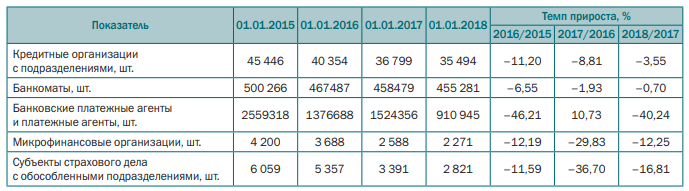 Показатель 01.01.2015 01.01.2016 01.01.2017 01.01.2018 Темп прироста, %
2016/2015 2017/2016 2018/2017
Кредитные организации
с подразделениями, шт. 45 446 40 354 36 799 35 494 –11,20 –8,81 –3,55
Банкоматы, шт. 500 266 467487 458479 455 281 –6,55 –1,93 –0,70
Банковские платежные агенты
и платежные агенты, шт. 2559318 1376688 1524356 910 945 –46,21 10,73 –40,24
Микрофинансовые организации, шт. 4 200 3 688 2 588 2 271 –12,19 –29,83 –12,25
Субъекты страхового дела
с обособленными подразделениями, шт. 6 059 5 357 3 391 2 821 –11,59 –36,70 –16,81